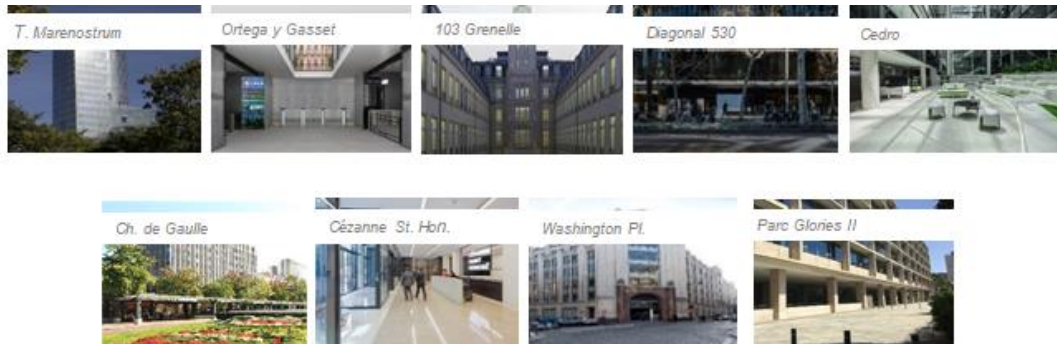 T. Marenostrum
Ortega y Gasset
103 Grenelle
Diagonal 530
Cedro
Ch. de Gaulle
Cézanne St. Hon.
Washington Pl.
Parc Glories II